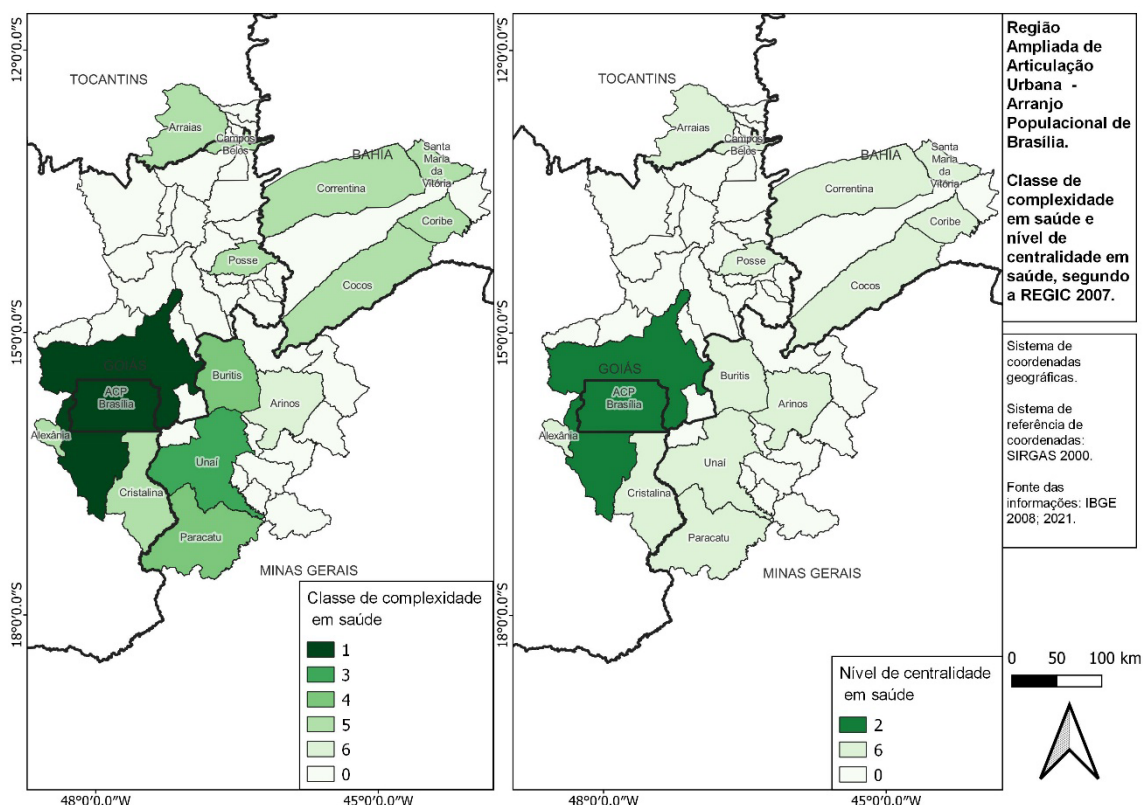 12°0'0.0"S
15°0'0.0"S
18°0'0.0"S
TOCANTINS
Arraias
Campos
Belos
BAHIA
Santa
Maria
da
Vitória
Correntina
Coribe
Posse
Cocos
GOIÁS
ACP
Brasília
Buritis
Arinos
Alexânia
Unaí
Cristalina
Paracatu
MINAS GERAIS
Classe de complexidade
em saúde
1
3
4
5
6
0
48°0'0.0"W
45°0'0.0"W
12°0'0.0"S
15°0'0.0"S
18°0'0.0"S
TOCANTINS
Arraias
Campos
Belos
BAHIA
Santa
Maria
da
Vitória
Correntina
Coribe
Posse
Cocos
GOIÁS
ACP
Brasília
Buritis
Arinos
Alexânia
Unaí
Cristalina
Paracatu
MINAS GERAIS
Nível de centralidade
em saúde
2
6
0
48°0'0.0"W
45°0'0.0"W
Região
Ampliada de
Articulação
Urbana -
Arranjo
Populacional de
Brasília.
Classe de
complexidade
em saúde e
nível de
centralidade em
saúde, segundo
a REGIC 2007.
Sistema de
coordenadas
geográficas.
Sistema de
referência de
coordenadas:
SIRGAS 2000.
Fonte das
informações: IBGE
2008; 2021.
0 50 100 km